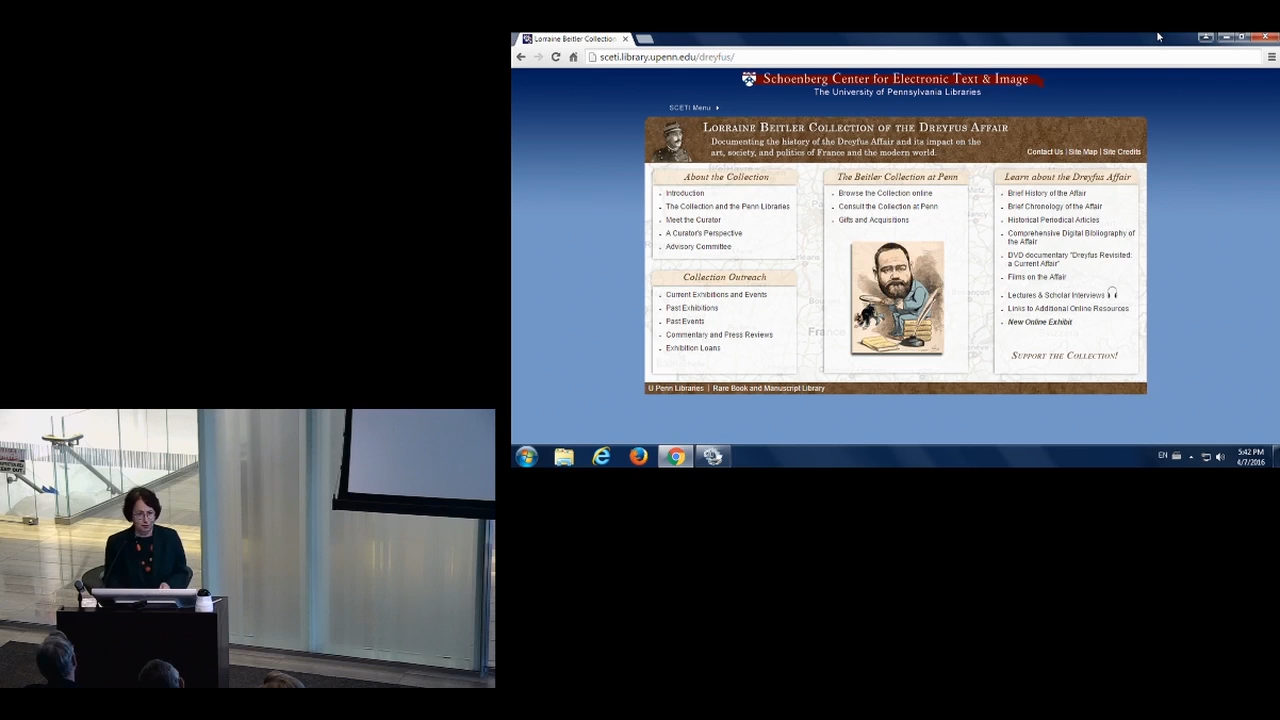 Lorraine Beitler Collection
sceti.library.upenn.edu/dreyfus/
Schoenberg Center for Electronic Text & Image
The University of Pennsylvania Libraries
SCETI Menu
Lorraine Beitler Collection of the Dreyfus Affair
Documenting the history of the Dreyfus Affair and its impact on the
art, society, and politics of France and the modern world.
Contact Us | Site Map | Site Credits
About the Collection
Introduction
The Collection and the Penn Libraries
Meet the Curator
A Curator's Perspective
Advisory Committee
Collection Outreach
Current Exhibitions and Events
Past Exhibitions
Past Events
Commentary and Press Reviews
Exhibition Loans
The Beitler Collection at Penn
Browse the Collection online
Consult the Collection at Penn
Gifts and Acquisitions
France
Learn about the Dreyfus Affair
Brief History of the Affair
Brief Chronology of the Affair
Historical Periodical Articles
Comprehensive Digital Bibliography of
the Affair
DVD documentary "Dreyfus Revisited:
a Current Affair"
Films on the Affair
Lectures & Scholar Interviews
Links to Additional Online Resources
New Online Exhibit
Support the Collection!
U Penn Libraries | Rare Book and Manuscript Library
EN
5:42 PM
4/7/2016